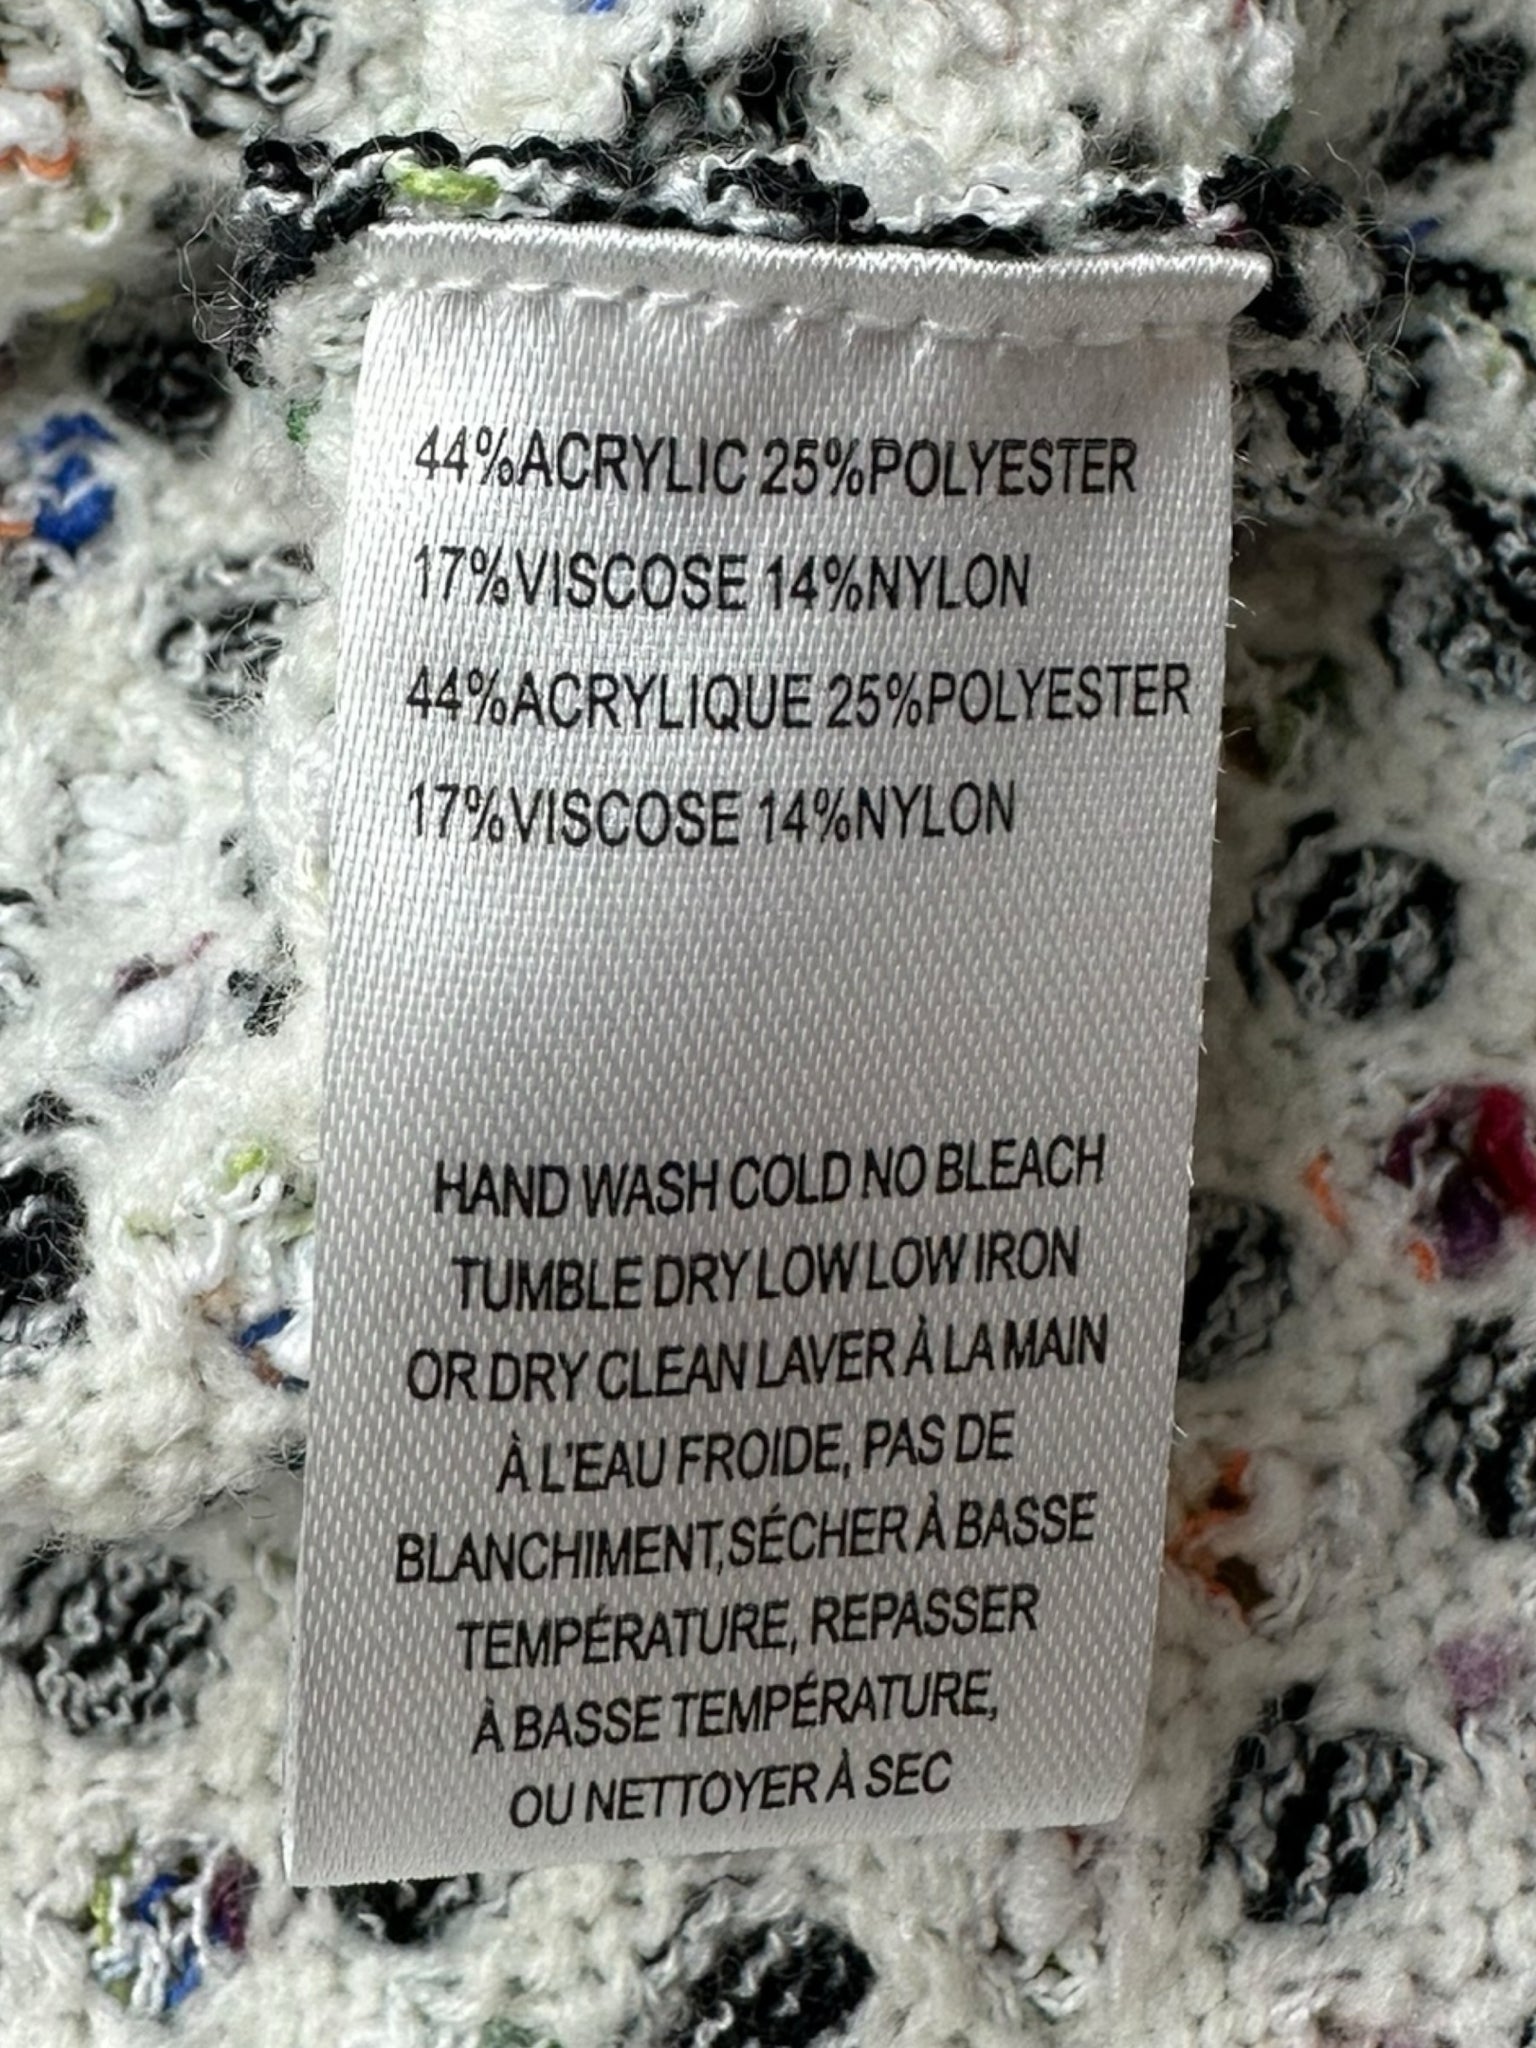 44%ACRYLIC 25%POLYESTER
17%VISCOSE 14%NYLON
44%ACRYLIQUE 25%POLYESTER
17%VISCOSE 14%NYLON
HAND WASH COLD NO BLEACH
TUMBLE DRY LOW LOW IRON
OR DRY CLEAN LAVER À LA MAIN
À L'EAU FROIDE, PAS DE
BLANCHIMENT,SÉCHER À BASSE
TEMPÉRATURE, REPASSER
À BASSE TEMPÉRATURE,
OU NETTOYER À SEC